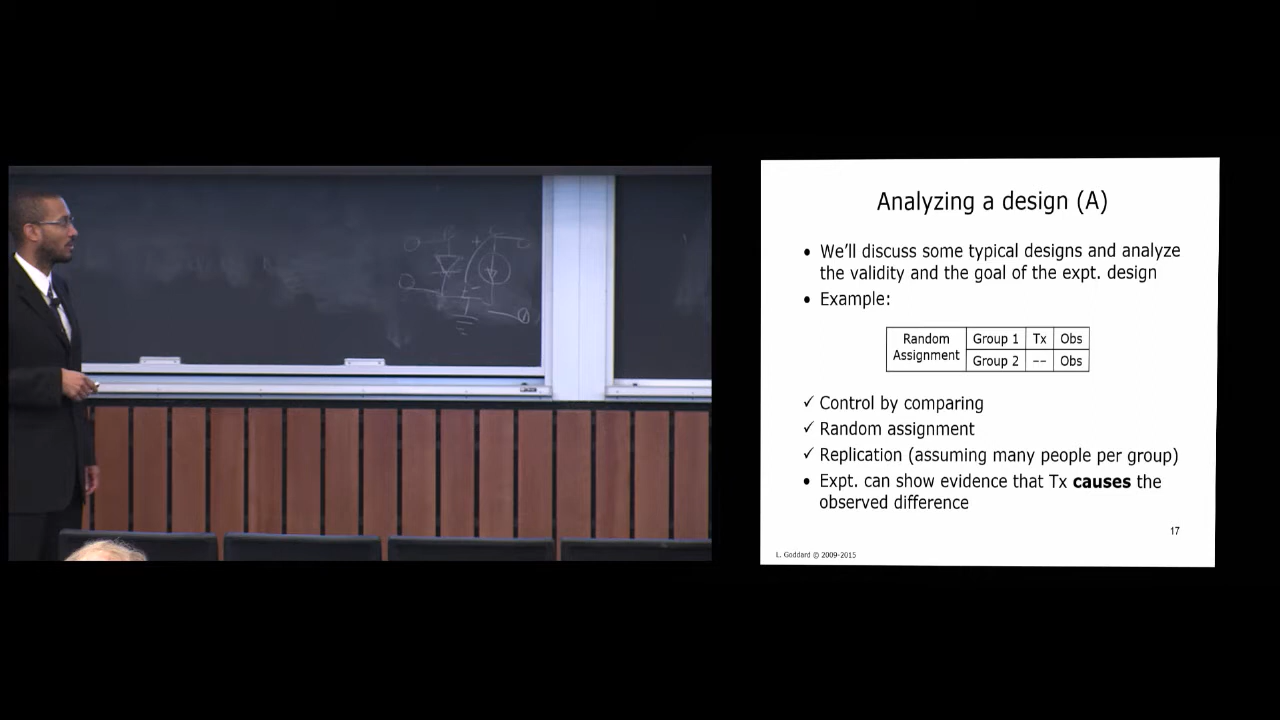 Analyzing a design (A)
• We'll discuss some typical designs and analyze
the validity and the goal of the expt. design
• Example:
Random Assignment | Group 1 | Tx | Obs
Group 2 | -- | Obs
✓ Control by comparing
✓ Random assignment
✓ Replication (assuming many people per group)
• Expt. can show evidence that Tx causes the
observed difference
17
L. Goddard © 2009-2015